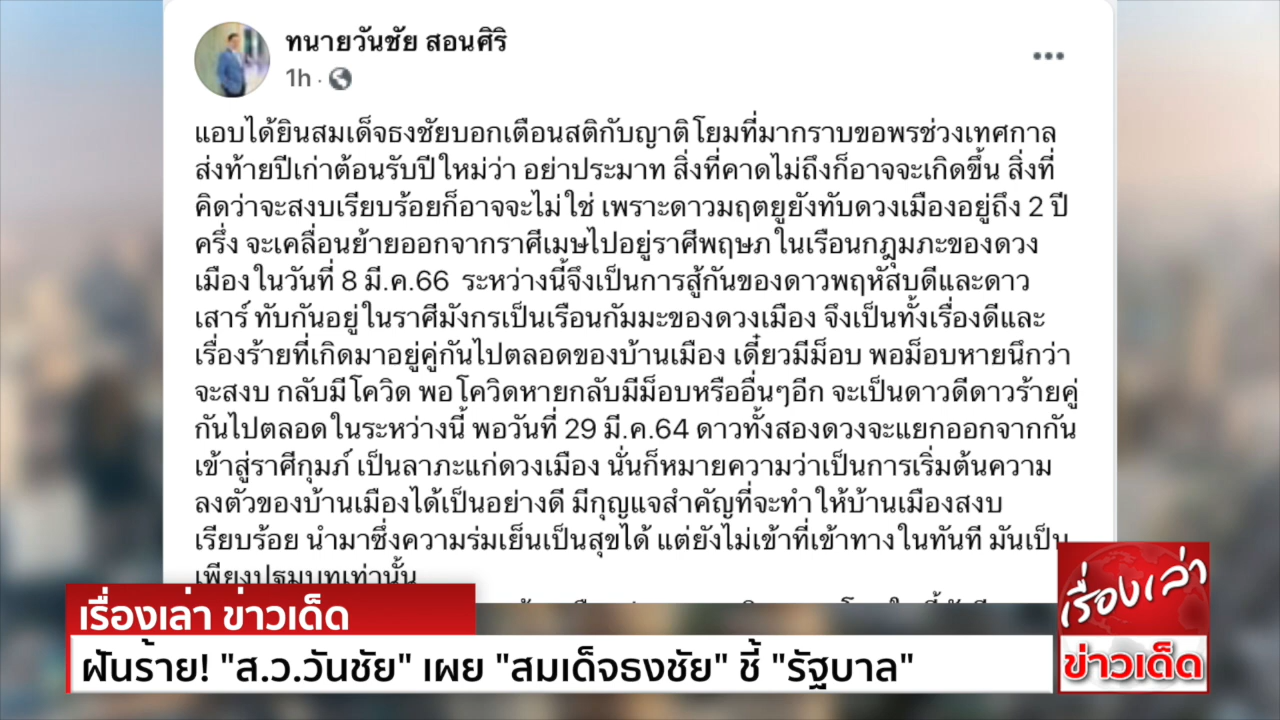 ทนายวันชัย สอนศิริ
1h ·
แอบได้ยินสมเด็จธงชัยบอกเตือนสติกับญาติโยมที่มากราบขอพรช่วงเทศกาล
ส่งท้ายปีเก่าต้อนรับปีใหม่ว่า อย่าประมาท สิ่งที่คาดไม่ถึงก็อาจจะเกิดขึ้น สิ่งที่
คิดว่าจะสงบเรียบร้อยก็อาจจะไม่ใช่ เพราะดาวมฤตยูยังทับดวงเมืองอยู่ถึง 2 ปี
ครึ่ง จะเคลื่อนย้ายออกจากราศีเมษไปอยู่ราศีพฤษภ ในเรือนกฎุมภะของดวง
เมืองในวันที่ 8 มี.ค.66 ระหว่างนี้จึงเป็นการสู้กันของดาวพฤหัสบดีและดาว
เสาร์ ทับกันอยู่ในราศีมังกรเป็นเรือนกัมมะของดวงเมือง จึงเป็นทั้งเรื่องดีและ
เรื่องร้ายที่เกิดมาอยู่คู่กันไปตลอดของบ้านเมือง เดี๋ยวมีม็อบ พอม็อบหายนึกว่า
จะสงบ กลับมีโควิด พอโควิดหายกลับมีม็อบหรืออื่นๆอีก จะเป็นดาวดีดาวร้ายคู่
กันไปตลอดในระหว่างนี้ พอวันที่ 29 มี.ค.64 ดาวทั้งสองดวงจะแยกออกจากกัน
เข้าสู่ราศีกุมภ์ เป็นลาภะแก่ดวงเมือง นั่นก็หมายความว่าเป็นการเริ่มต้นความ
ลงตัวของบ้านเมืองได้เป็นอย่างดี มีกุญแจสำคัญที่จะทำให้บ้านเมืองสงบ
เรียบร้อย นำมาซึ่งความร่มเย็นเป็นสุขได้ แต่ยังไม่เข้าที่เข้าทางในทันที มันเป็น
เพียงปฐมบทเท่านั้น
เรื่องเล่า ข่าวเด็ด
ฝันร้าย! "ส.ว.วันชัย" เผย "สมเด็จธงชัย" ชี้ "รัฐบาล"
เรื่องเล่า
ข่าวเด็ด